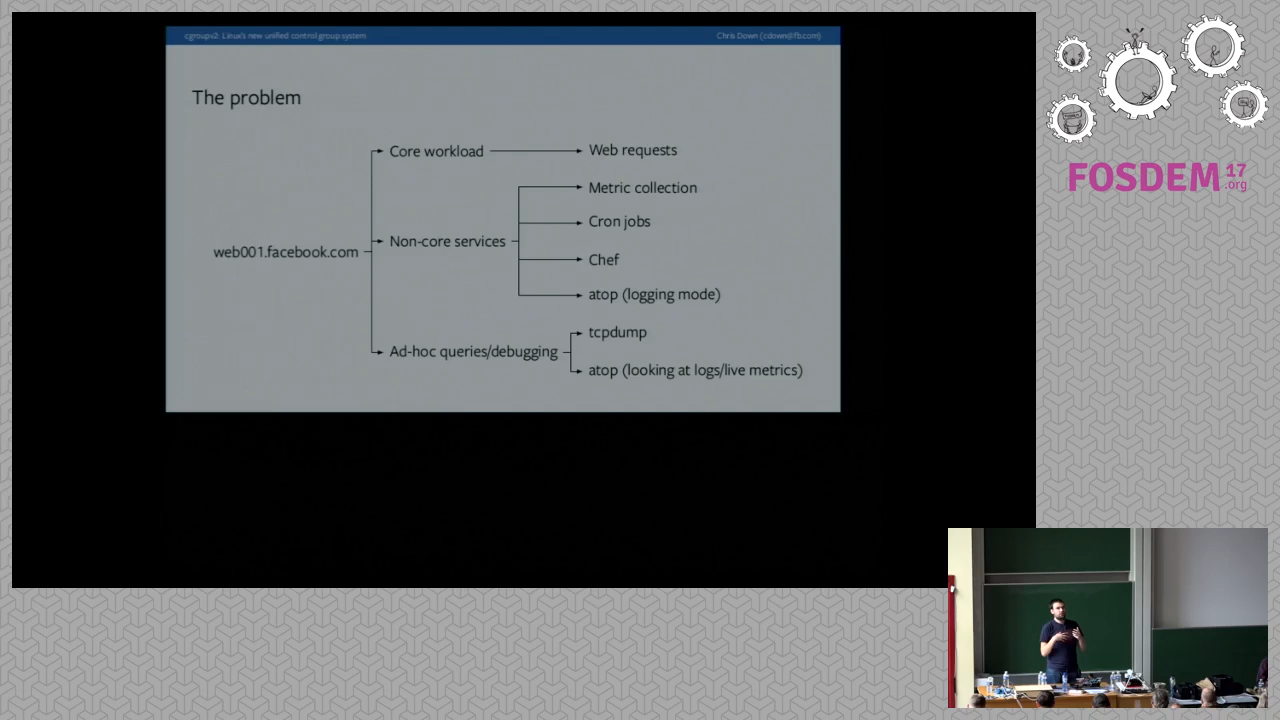 cgroupv2: Linux's new unified control group system
Chris Down (cdown@fb.com)
The problem
web001.facebook.com
Core workload
Web requests
Non-core services
Metric collection
Cron jobs
Chef
atop (logging mode)
Ad-hoc queries/debugging
tcpdump
atop (looking at logs/live metrics)
FOSDEM 17
.org